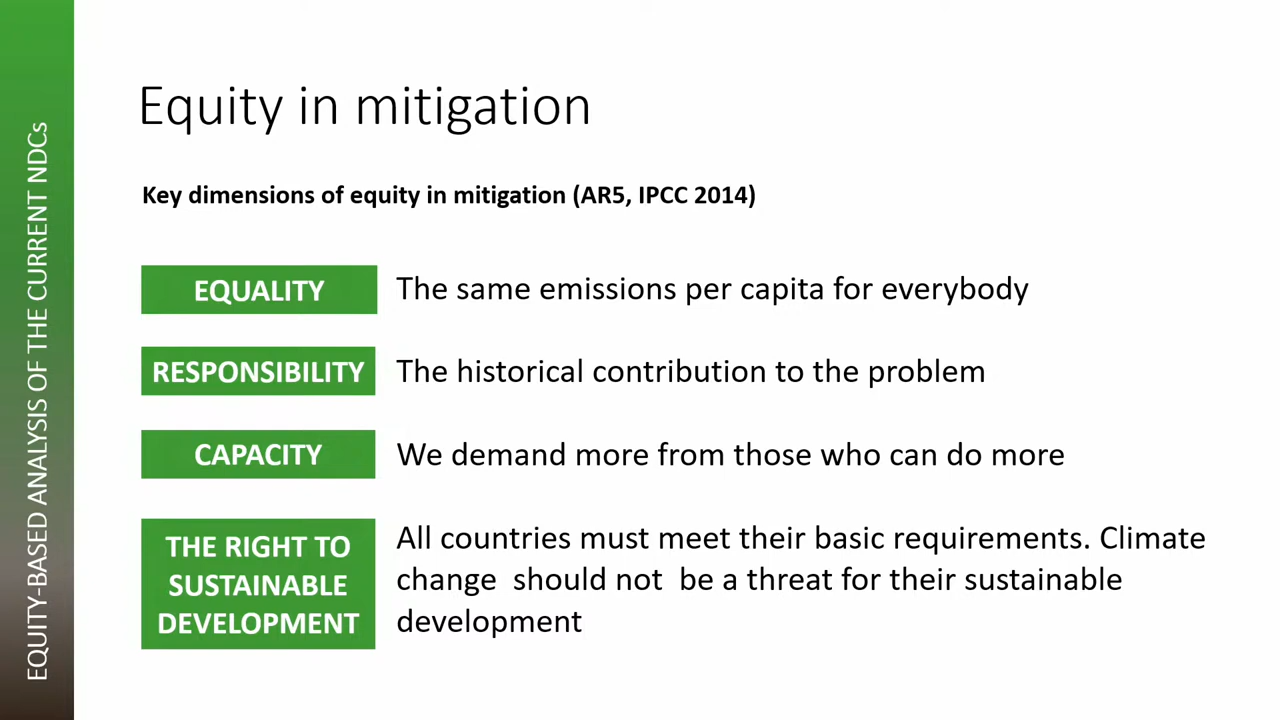 EQUITY-BASED ANALYSIS OF THE CURRENT NDCs
Equity in mitigation
Key dimensions of equity in mitigation (AR5, IPCC 2014)
EQUALITY
The same emissions per capita for everybody
RESPONSIBILITY
The historical contribution to the problem
CAPACITY
We demand more from those who can do more
THE RIGHT TO
SUSTAINABLE
DEVELOPMENT
All countries must meet their basic requirements. Climate
change should not be a threat for their sustainable
development